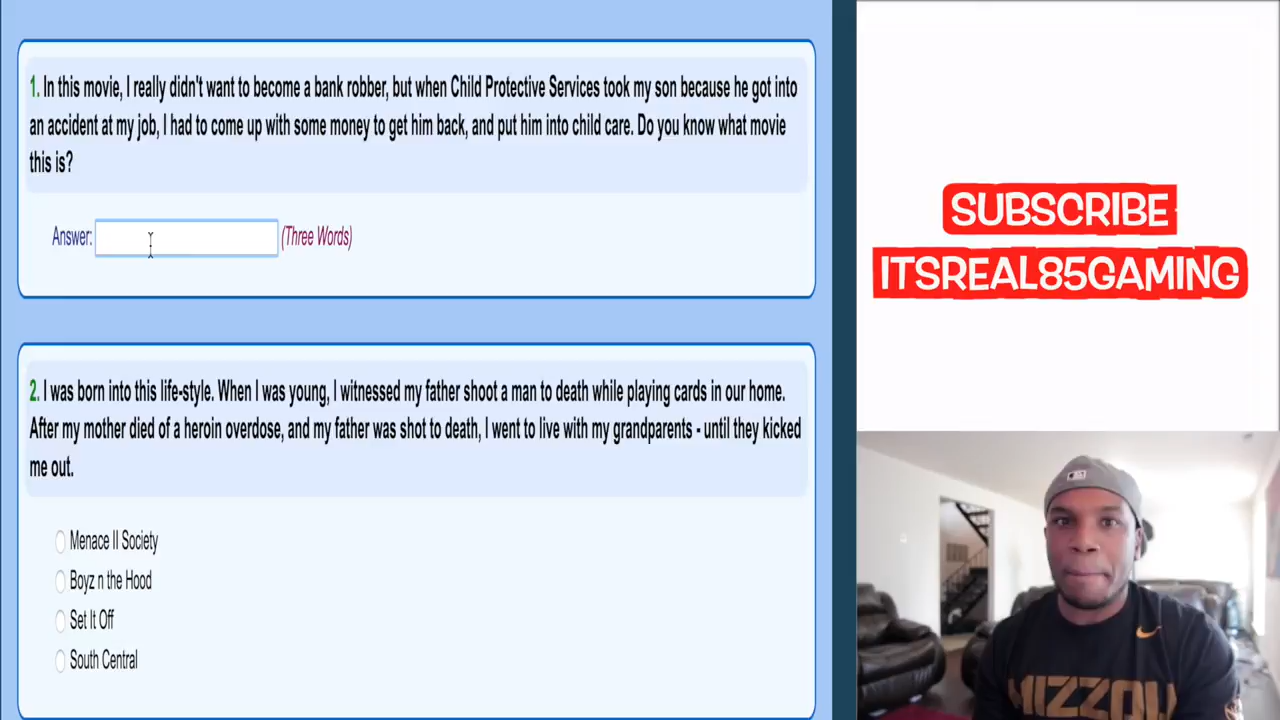 1. In this movie, I really didn't want to become a bank robber, but when Child Protective Services took my son because he got into
an accident at my job, I had to come up with some money to get him back, and put him into child care. Do you know what movie
this is?
Answer: (Three Words)
2. I was born into this life-style. When I was young, I witnessed my father shoot a man to death while playing cards in our home.
After my mother died of a heroin overdose, and my father was shot to death, I went to live with my grandparents - until they kicked
me out.
Menace II Society
Boyz n the Hood
Set It Off
South Central
SUBSCRIBE
ITSREAL85GAMING
MIZZOU